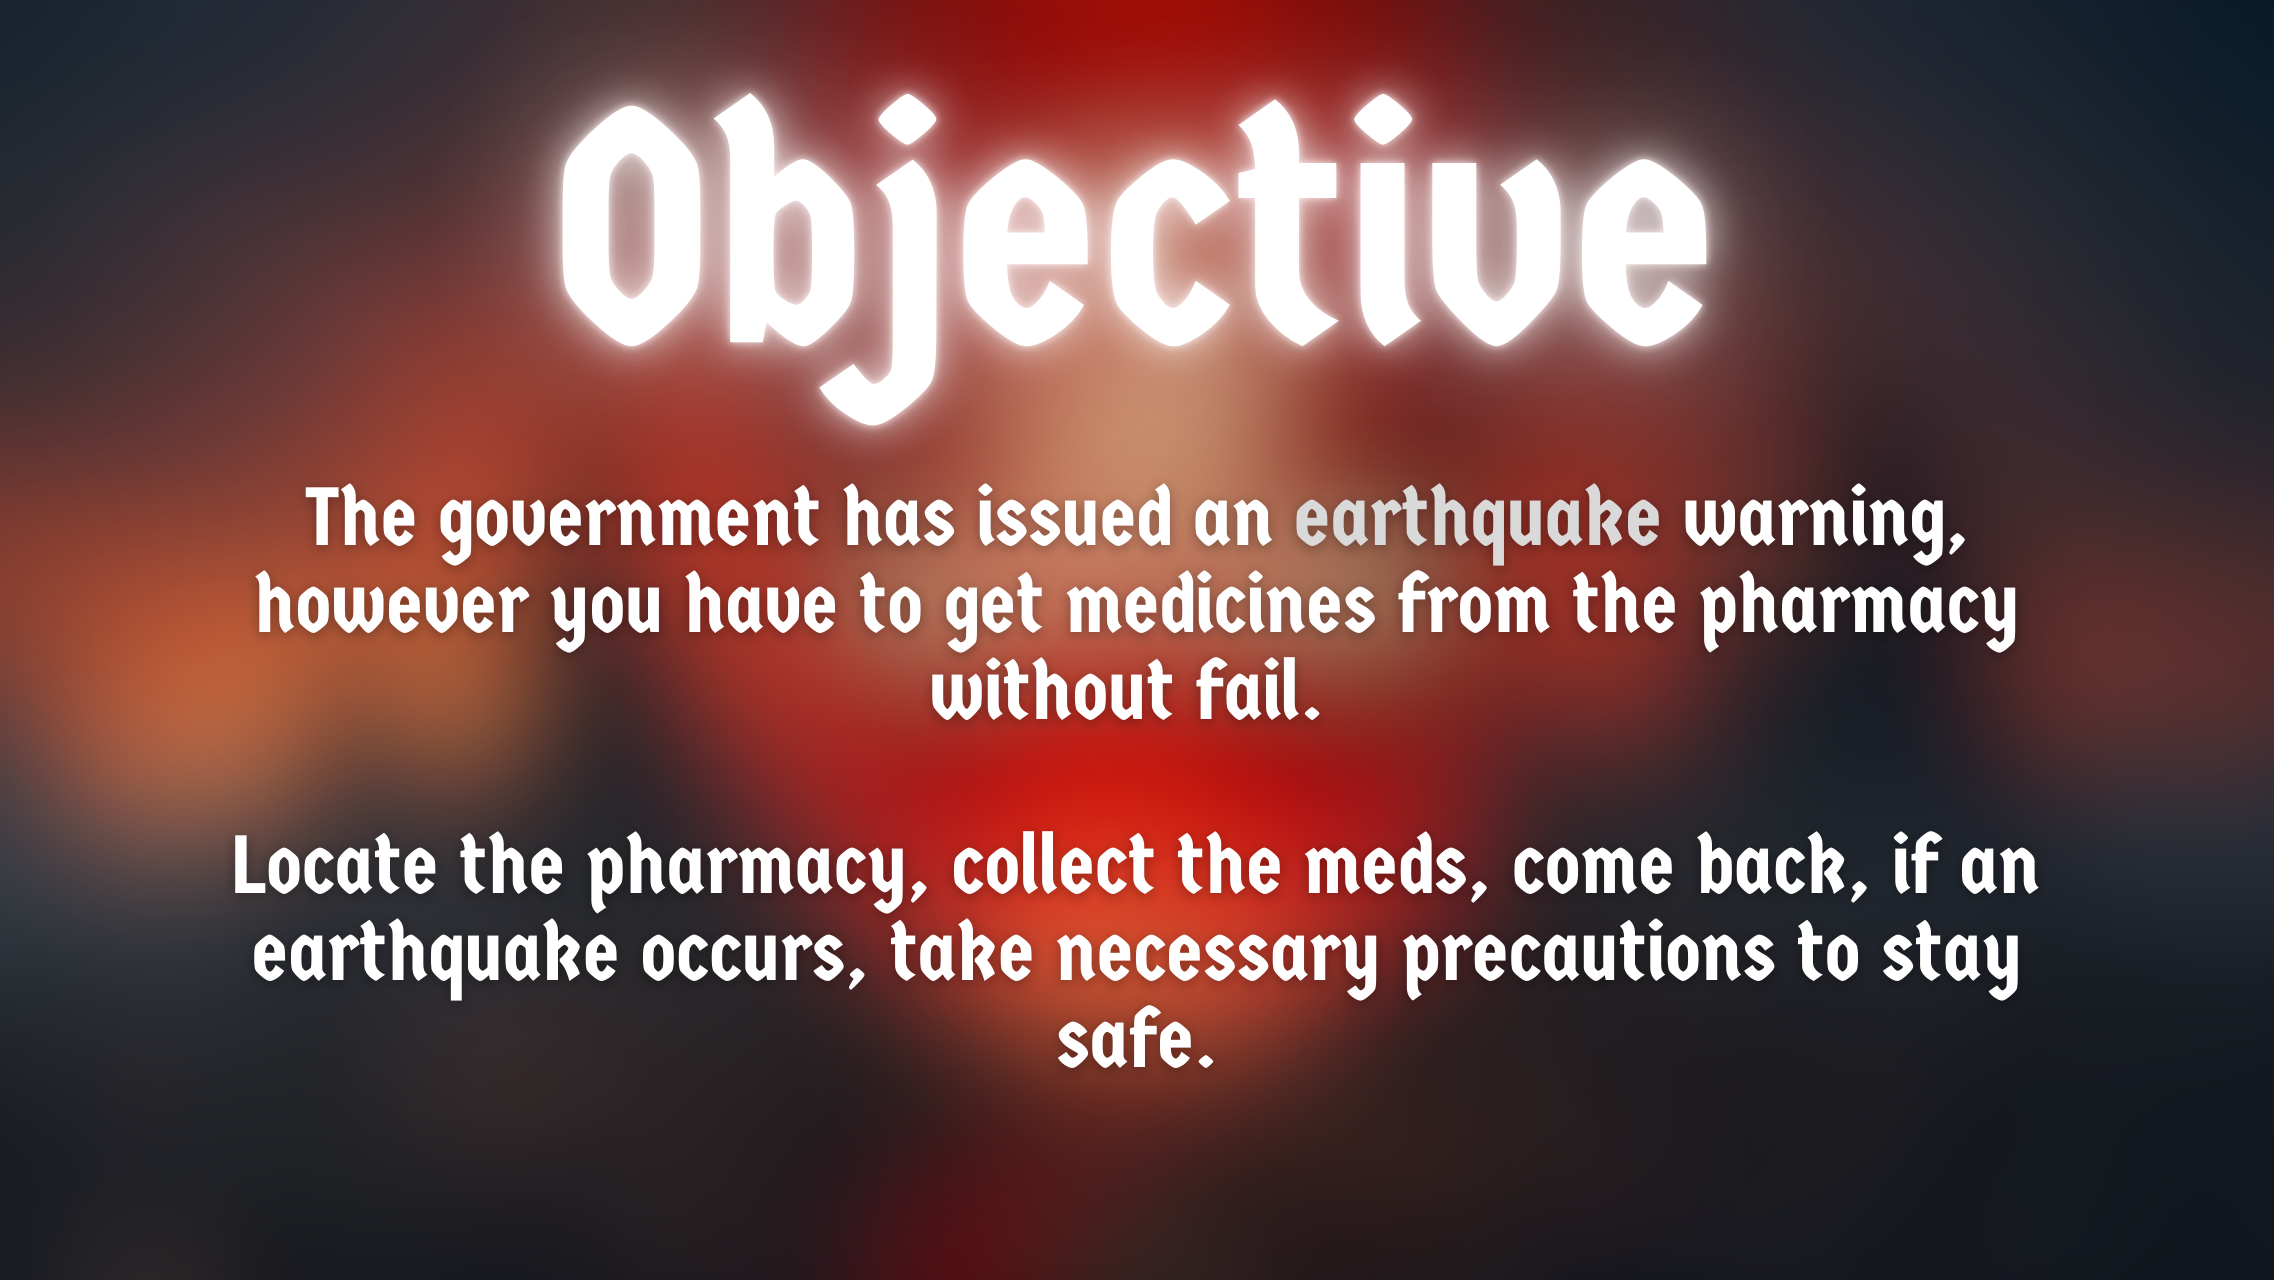 Objective
The government has issued an earthquake warning,
however you have to get medicines from the pharmacy
without fail.
Locate the pharmacy, collect the meds, come back, if an
earthquake occurs, take necessary precautions to stay
safe.